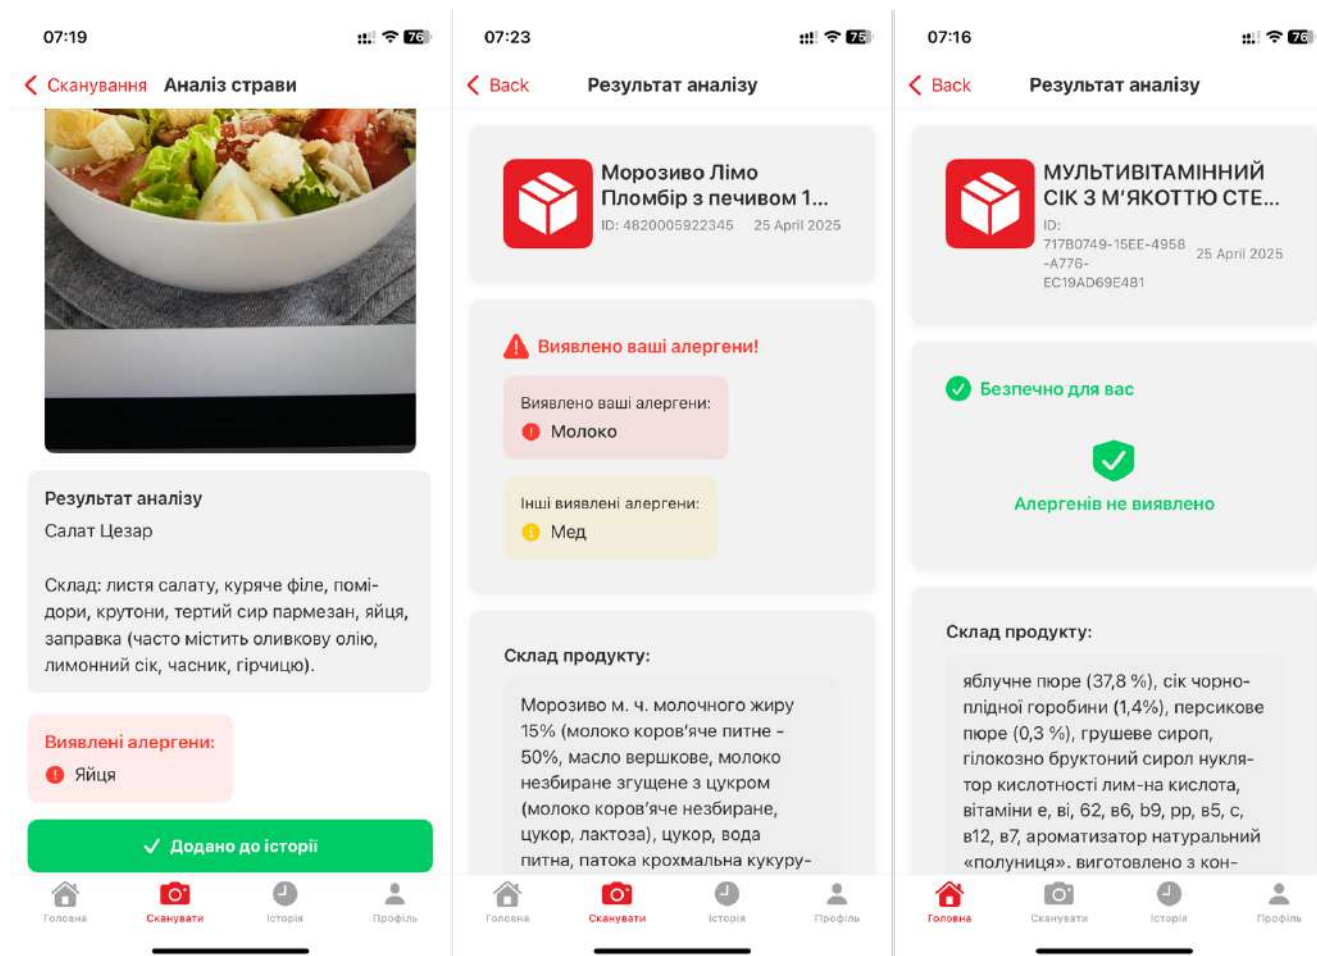 07:19
76
Сканування
Аналіз страви
Результат аналізу
Салат Цезар
Склад: листя салату, куряче філе, помі-
дори, крутони, тертий сир пармезан, яйця,
заправка (часто містить оливкову олію,
лимонний сік, часник, гірчицю).
Виявлені алергени:
Яйця
Додано до історії
Головна
Сканувати
Історія
Профіль
07:23
75
Back
Результат аналізу
Морозиво Лімо
Пломбір з печивом 1...
ID: 4820005922345 25 April 2025
Виявлено ваші алергени!
Виявлено ваші алергени:
Молоко
Інші виявлені алергени:
Мед
Склад продукту:
Морозиво м. ч. молочного жиру
15% (молоко коров'яче питне -
50%, масло вершкове, молоко
незбиране згущене з цукром
(молоко коров'яче незбиране,
цукор, лактоза), цукор, вода
питна, патока крохмальна кукуру-
Головна
Сканувати
Історія
Профіль
07:16
76
Back
Результат аналізу
МУЛЬТИВІТАМІННИЙ
СІК З М'ЯКОТТЮ СТЕ...
ID:
717B0749-15EE-4958
-A776-
EC19AD69E481
25 April 2025
Безпечно для вас
Алергенів не виявлено
Склад продукту:
яблучне пюре (37,8 %), сік чорно-
плідної горобини (1,4%), персикове
пюре (0,3 %), грушеве сироп,
гілокозно бруктоний сирол нукля-
тор кислотності лим-на кислота,
вітаміни е, ві, 62, в6, b9, рр, в5, с,
в12, в7, ароматизатор натуральний
«полуниця». виготовлено з кон-
Головна
Сканувати
Історія
Профіль